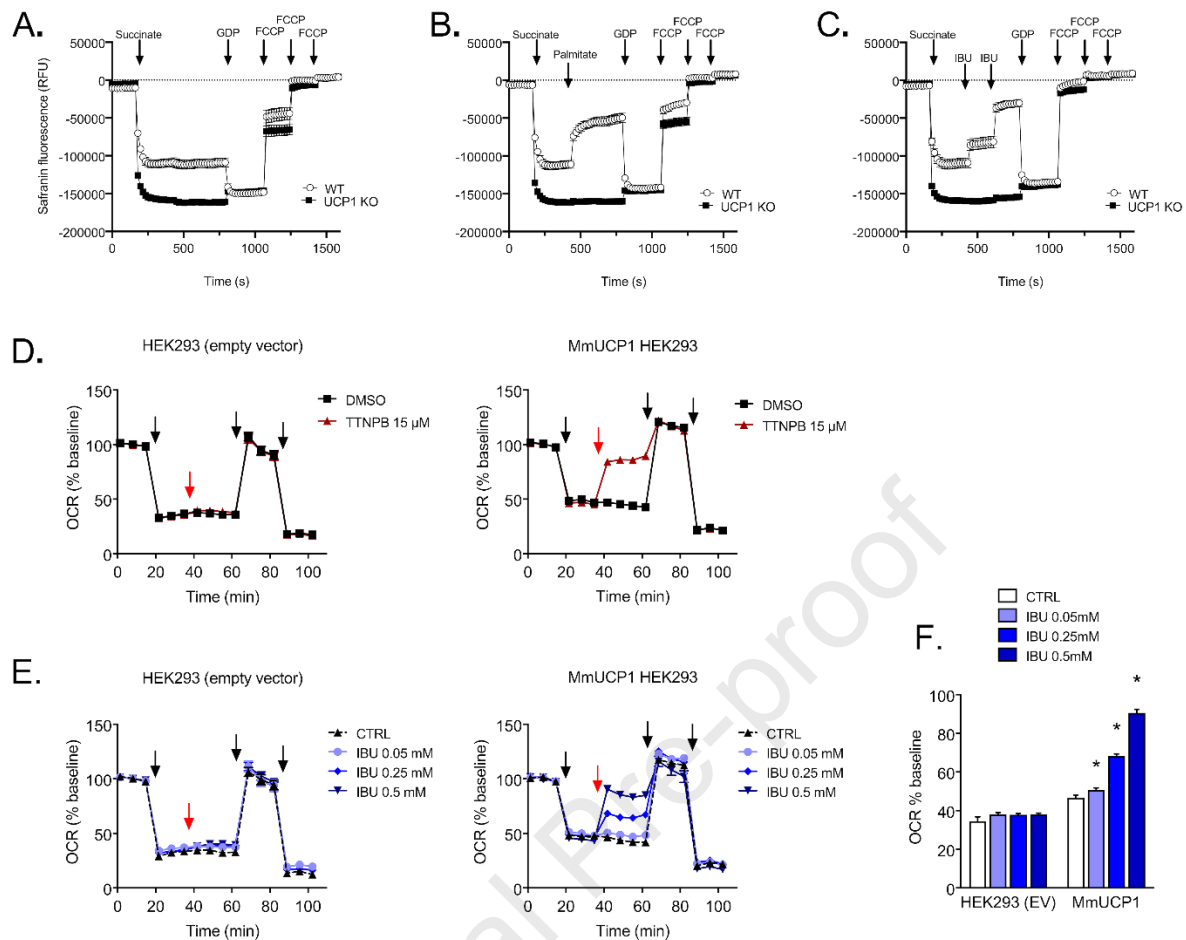 A.
Succinate GDP FCCP FCCP FCCP
50000
0
-50000
-100000
-150000
-200000
Safranin fluorescence (RFU)
WT
UCP1 KO
0 500 1000 1500
Time (s)
B.
Succinate Palmitate GDP FCCP FCCP FCCP
50000
0
-50000
-100000
-150000
-200000
WT
UCP1 KO
0 500 1000 1500
Time (s)
C.
Succinate IBU IBU GDP FCCP FCCP FCCP
50000
0
-50000
-100000
-150000
-200000
WT
UCP1 KO
0 500 1000 1500
Time (s)
D.
HEK293 (empty vector)
150
100
50
0
OCR (% baseline)
DMSO
TTNPB 15 µM
0 20 40 60 80 100
Time (min)
MmUCP1 HEK293
150
100
50
0
OCR (% baseline)
DMSO
TTNPB 15 µM
0 20 40 60 80 100
Time (min)
E.
HEK293 (empty vector)
150
100
50
0
OCR (% baseline)
CTRL
IBU 0.05 mM
IBU 0.25 mM
IBU 0.5 mM
0 20 40 60 80 100
Time (min)
MmUCP1 HEK293
150
100
50
0
OCR (% baseline)
CTRL
IBU 0.05 mM
IBU 0.25 mM
IBU 0.5 mM
0 20 40 60 80 100
Time (min)
F.
CTRL
IBU 0.05mM
IBU 0.25mM
IBU 0.5mM
100
80
60
40
20
0
OCR % baseline
* * *
HEK293 (EV) MmUCP1
al Pre-proof